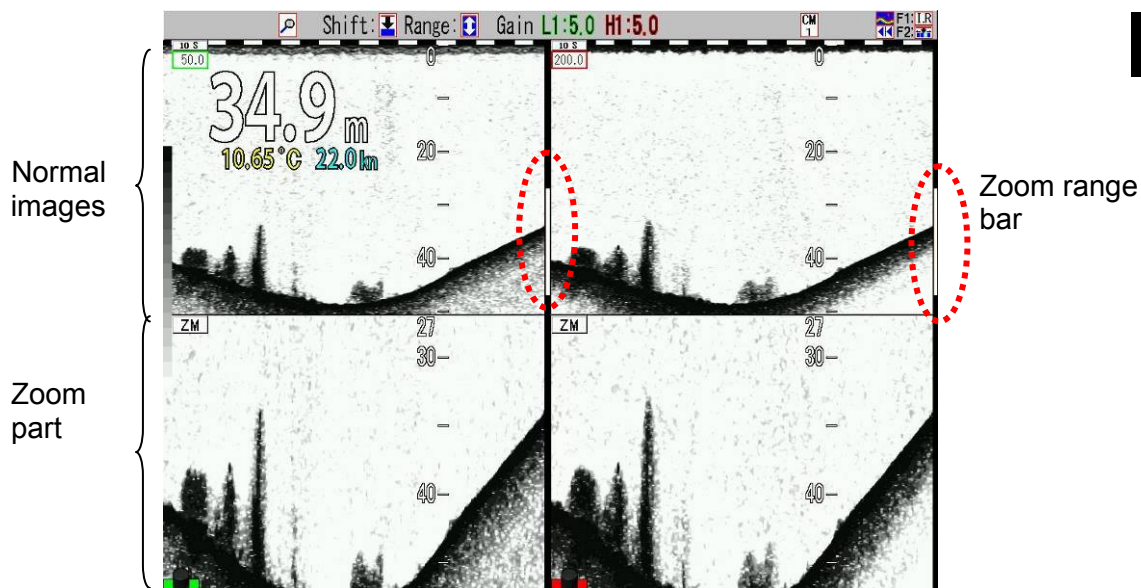 Shift: Range: Gain L1:5.0 H1:5.0 CM 1 F1: I.R F2:
10 S
50.0
0
34.9 m
10.65°C 22.0kn
20
40
10 S
200.0
0
20
40
Normal
images
Zoom range
bar
ZM
27
30
40
ZM
27
30
40
Zoom
part